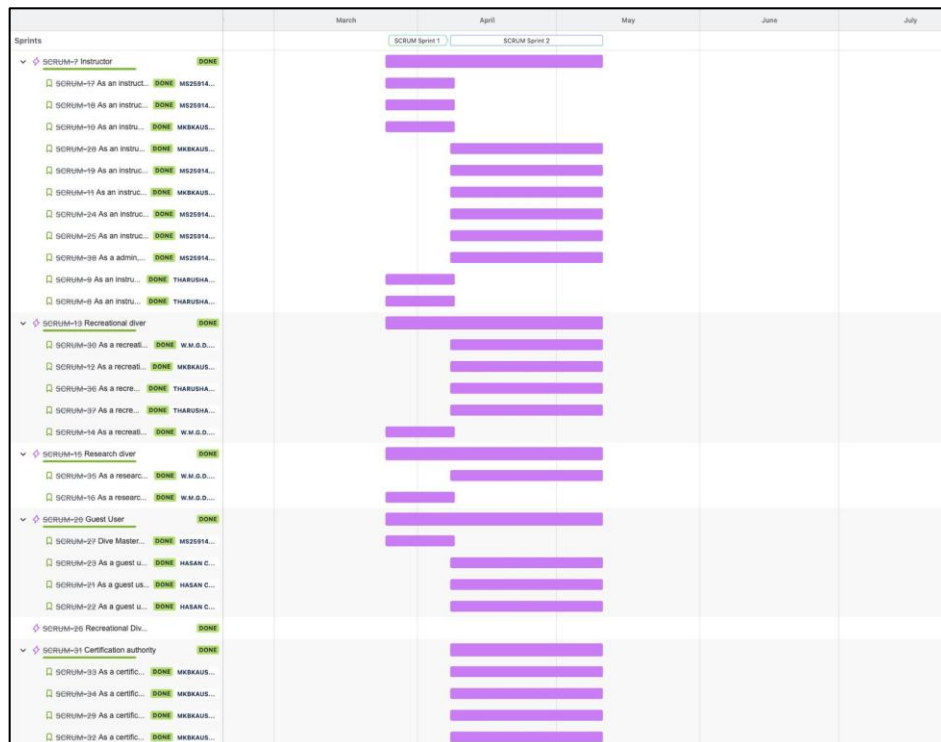 March April May June July
Sprints SCRUM Sprint 1 SCRUM Sprint 2
SCRUM-7 Instructor DONE
SCRUM-17 As an instruct... DONE MS25914...
SCRUM-18 As an instruc... DONE MS25914...
SCRUM-10 As an instru... DONE MKBKAUS...
SCRUM-28 As an instru... DONE MKBKAUS...
SCRUM-19 As an instruc... DONE MS25914...
SCRUM-11 As an instruc... DONE MKBKAUS...
SCRUM-24 As an instruc... DONE MS25914...
SCRUM-25 As an instruc... DONE MS25914...
SCRUM-38 As a admin,... DONE MS25914...
SCRUM-9 As an instru... DONE THARUSHA...
SCRUM-8 As an instru... DONE THARUSHA...
SCRUM-13 Recreational diver DONE
SCRUM-30 As a recreati... DONE W.M.G.D....
SCRUM-12 As a recreati... DONE MKBKAUS...
SCRUM-36 As a recre... DONE THARUSHA...
SCRUM-37 As a recre... DONE THARUSHA...
SCRUM-14 As a recreati... DONE W.M.G.D....
SCRUM-15 Research diver DONE
SCRUM-35 As a researc... DONE W.M.G.D....
SCRUM-16 As a researc... DONE W.M.G.D....
SCRUM-20 Guest User DONE
SCRUM-27 Dive Master... DONE MS25914...
SCRUM-23 As a guest u... DONE HASAN C...
SCRUM-21 As a guest us... DONE HASAN C...
SCRUM-22 As a guest u... DONE HASAN C...
SCRUM-26 Recreational Div... DONE
SCRUM-31 Certification authority DONE
SCRUM-33 As a certific... DONE MKBKAUS...
SCRUM-34 As a certific... DONE MKBKAUS...
SCRUM-29 As a certific... DONE MKBKAUS...
SCRUM-32 As a certific... DONE MKBKAUS...